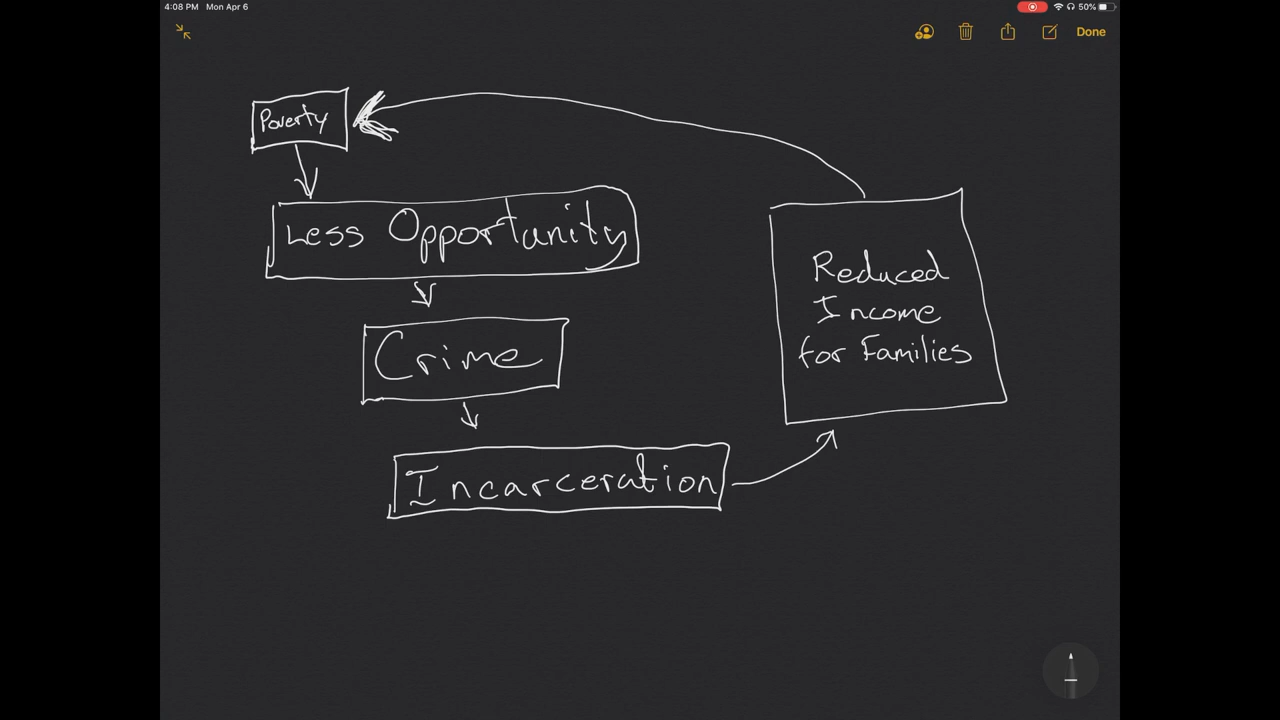 4:08 PM Mon Apr 6
50%
Done
Poverty
Less Opportunity
Crime
Incarceration
Reduced
Income
for Families